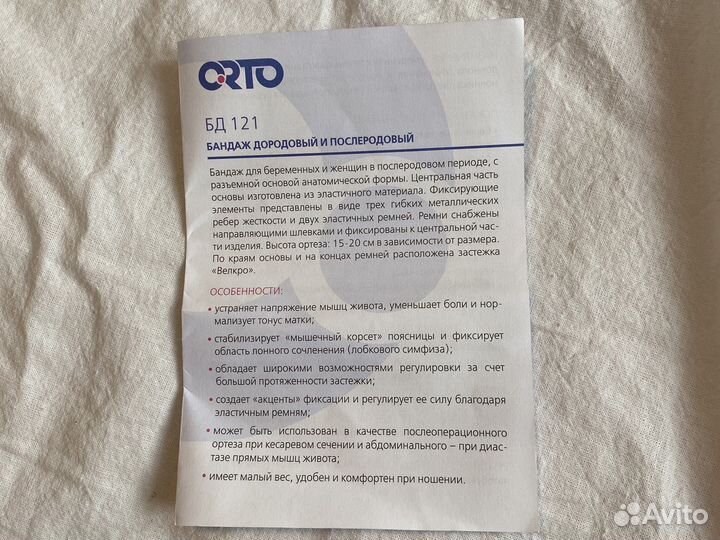 ORTO
БД 121
БАНДАЖ ДОРОДОВЫЙ И ПОСЛЕРОДОВЫЙ
Бандаж для беременных и женщин в послеродовом периоде, с
разъемной основой анатомической формы. Центральная часть
основы изготовлена из эластичного материала. Фиксирующие
элементы представлены в виде трех гибких металлических
ребер жесткости и двух эластичных ремней. Ремни снабжены
направляющими шлевками и фиксированы к центральной час-
ти изделия. Высота ортеза: 15-20 см в зависимости от размера.
По краям основы и на концах ремней расположена застежка
«Велкро».
ОСОБЕННОСТИ:
• устраняет напряжение мышц живота, уменьшает боли и нор-
мализует тонус матки;
• стабилизирует «мышечный корсет» поясницы и фиксирует
область лонного сочленения (лобкового симфиза);
• обладает широкими возможностями регулировки за счет
большой протяженности застежки;
• создает «акценты» фиксации и регулирует ее силу благодаря
эластичным ремням;
• может быть использован в качестве послеоперационного
ортеза при кесаревом сечении и абдоминального – при диас-
тазе прямых мышц живота;
• имеет малый вес, удобен и комфортен при ношении.
Avito